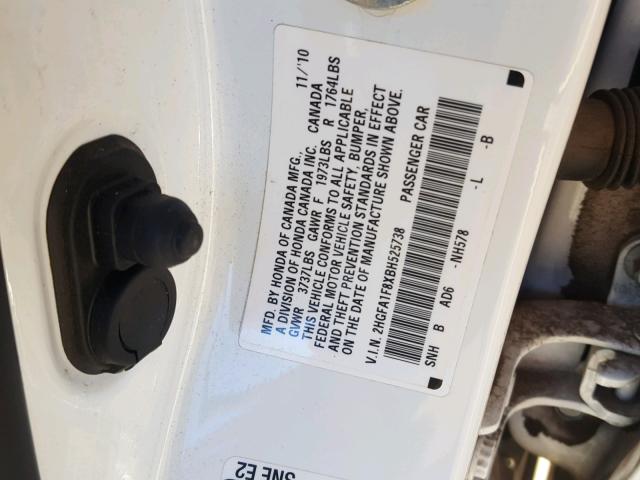 MFD. BY HONDA OF CANADA MFG., 11/'10
A DIVISION OF HONDA CANADA INC. CANADA
GVWR 3737LBS GAWR F 1973LBS R 1764LBS
THIS VEHICLE CONFORMS TO ALL APPLICABLE
FEDERAL MOTOR VEHICLE SAFETY, BUMPER,
AND THEFT PREVENTION STANDARDS IN EFFECT
ON THE DATE OF MANUFACTURE SHOWN ABOVE.
V.I.N. 2HGFA1F8XBH525738 PASSENGER CAR
SNH B AD6 -NH578 -L -B
SNE E2